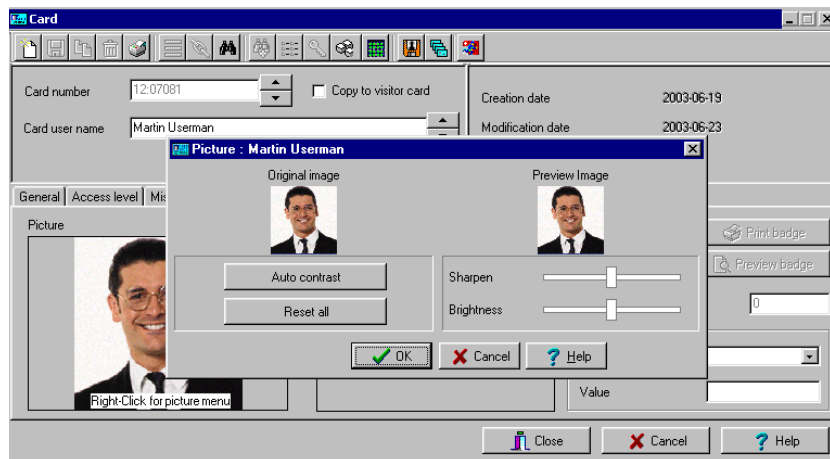 Card
Card number 12:07081 Copy to visitor card
Creation date 2003-06-19
Card user name Martin Userman
Modification date 2003-06-23
Picture : Martin Userman
Original image Preview Image
General Access level
Picture
Print badge
Auto contrast Sharpen
Preview badge
Reset all Brightness
0
OK Cancel Help
Right-Click for picture menu
Value
Close Cancel Help